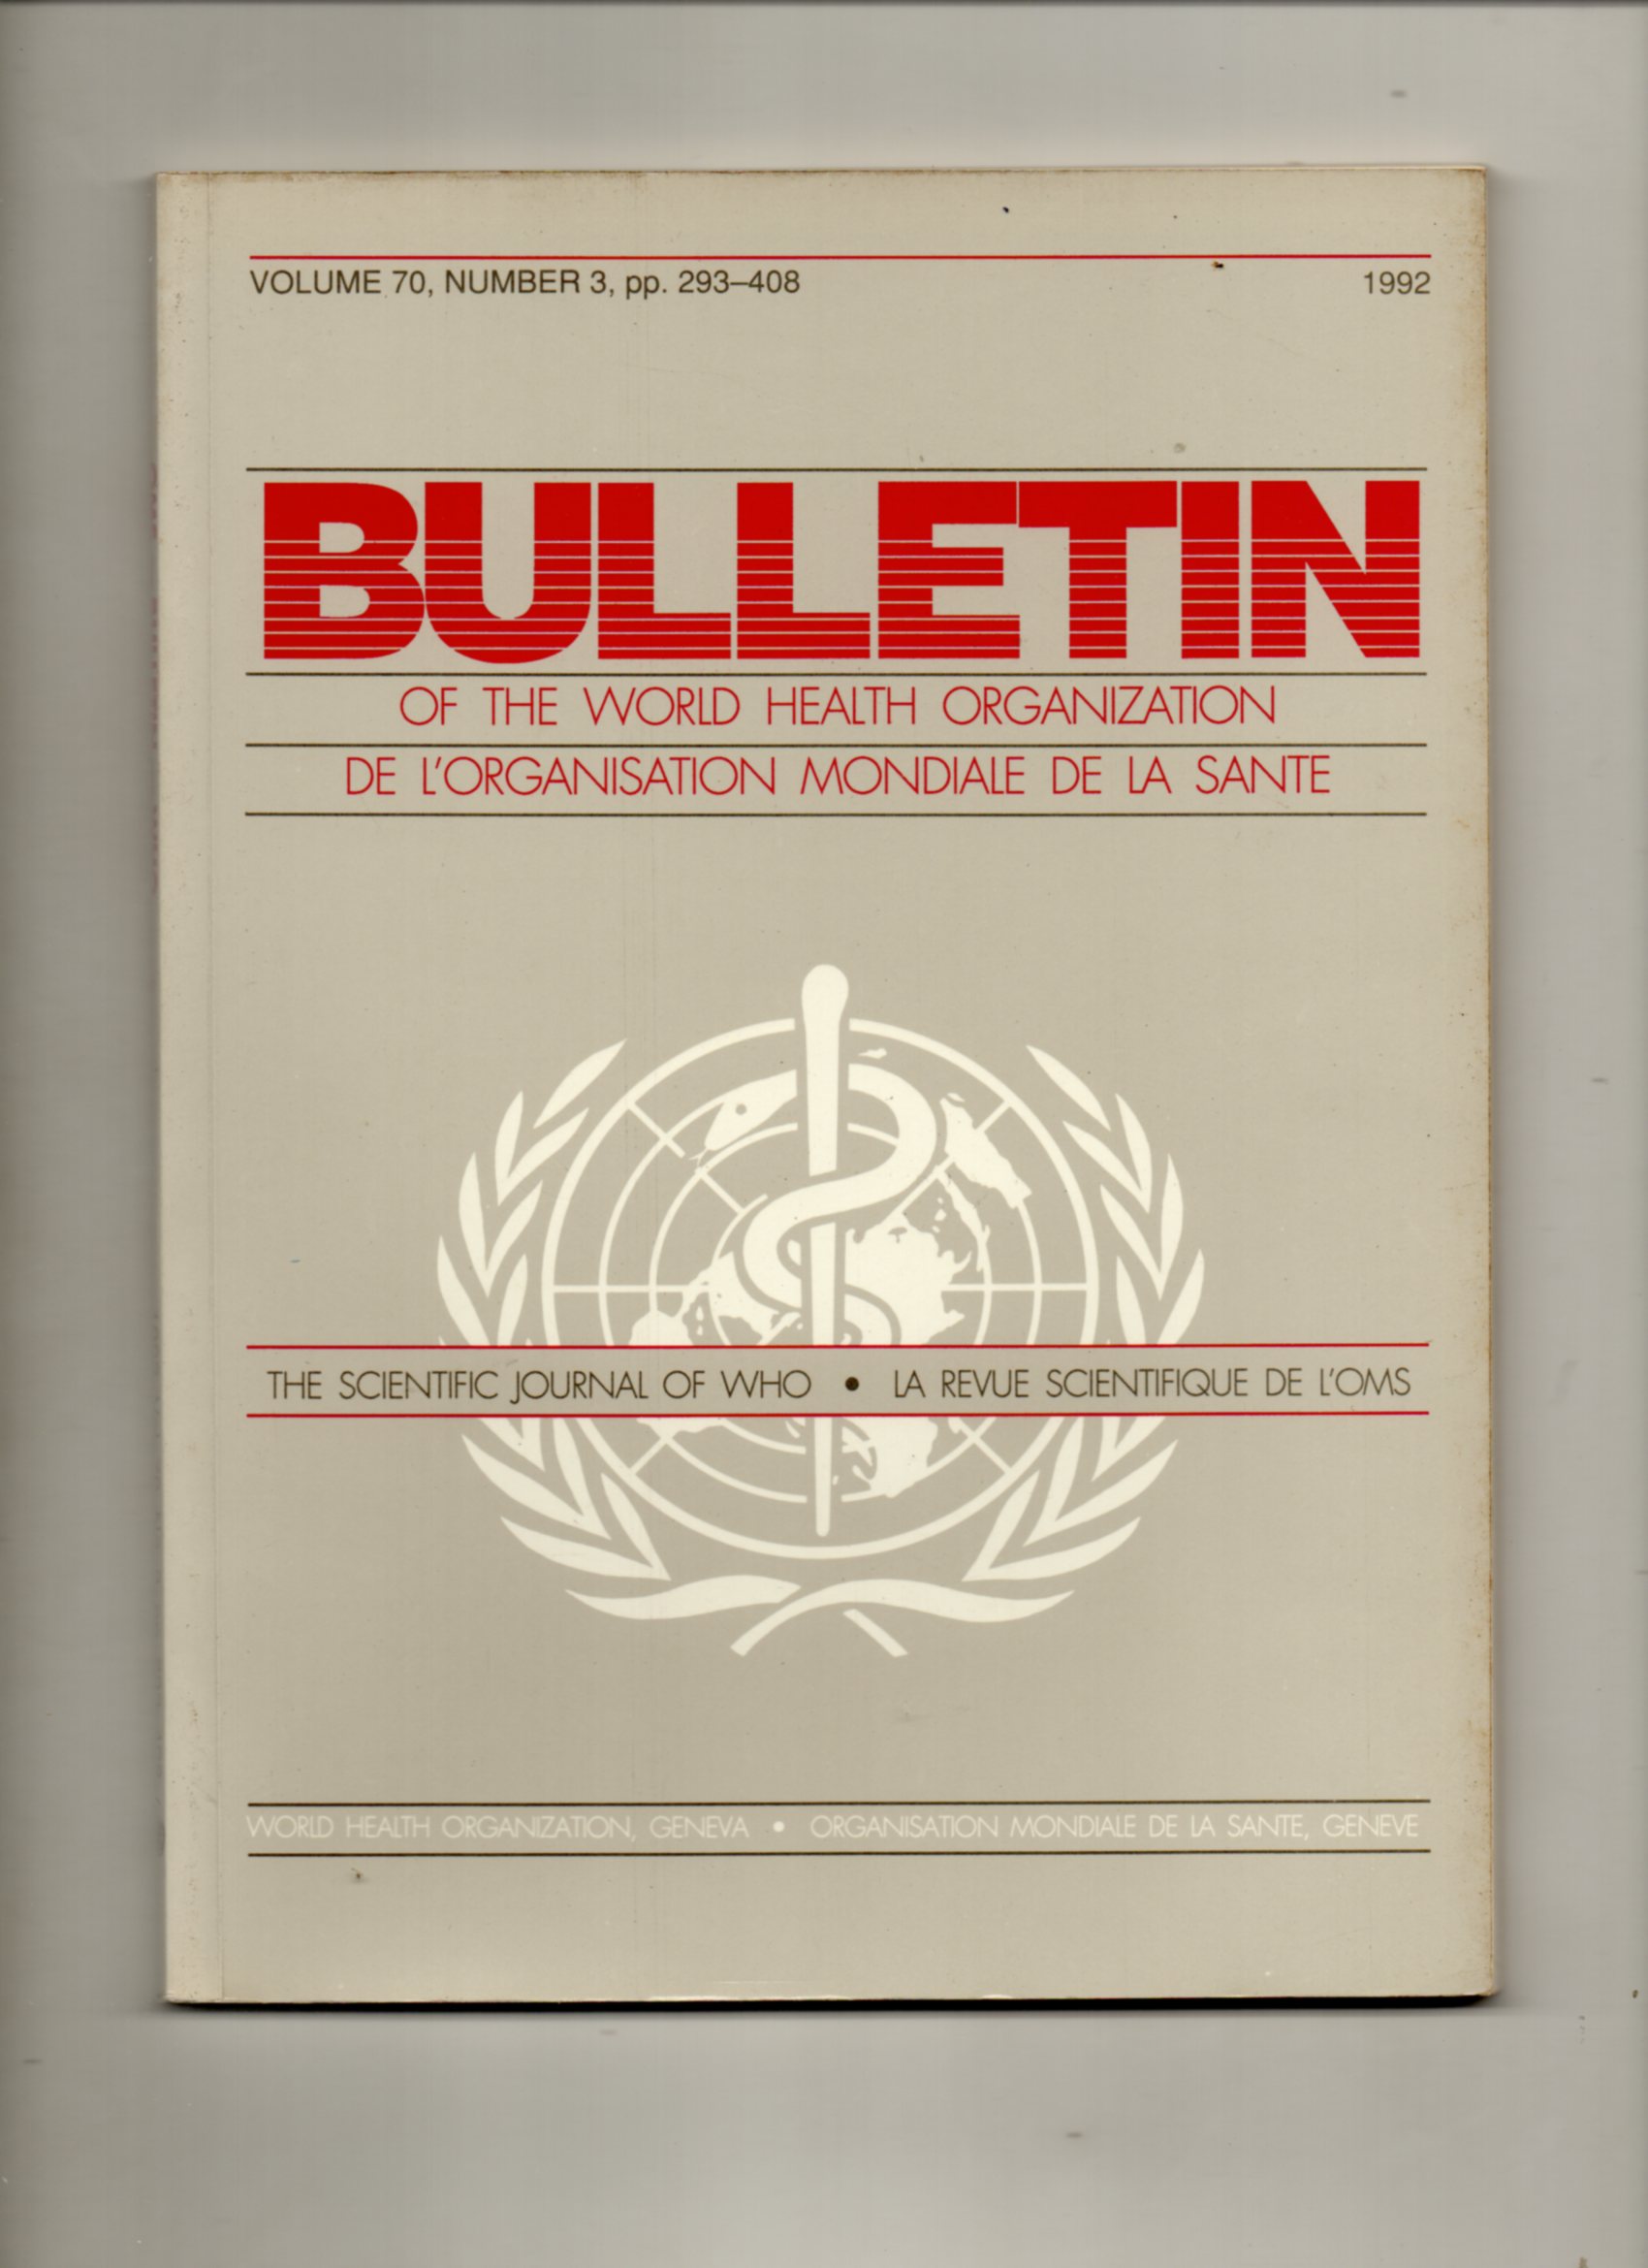 VOLUME 70, NUMBER 3, pp. 293–408 1992
BULLETIN
OF THE WORLD HEALTH ORGANIZATION
DE L'ORGANISATION MONDIALE DE LA SANTE
THE SCIENTIFIC JOURNAL OF WHO • LA REVUE SCIENTIFIQUE DE L'OMS
WORLD HEALTH ORGANIZATION, GENEVA • ORGANISATION MONDIALE DE LA SANTE, GENEVE